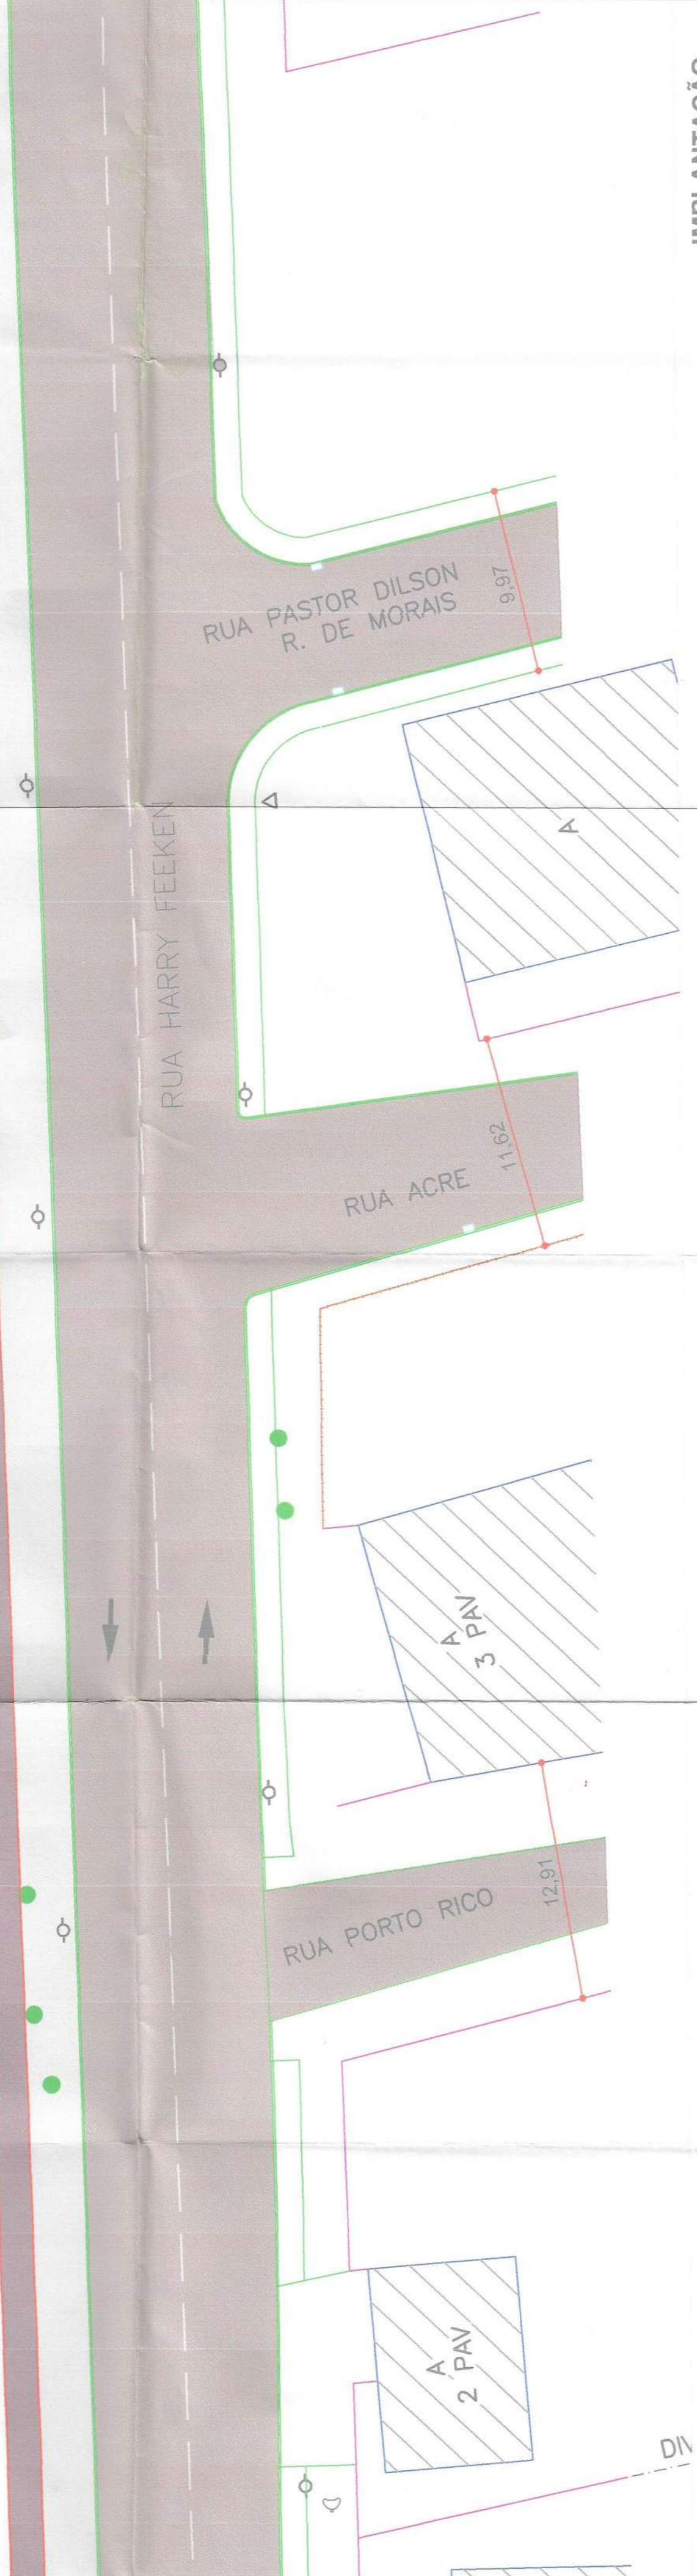 IMPLANTAÇÃO
RUA PASTOR DILSON
R. DE MORAIS
9,97
RUA HARRY FEEKEN
A
11,62
RUA ACRE
A
3 PAV
12,91
RUA PORTO RICO
A
2 PAV